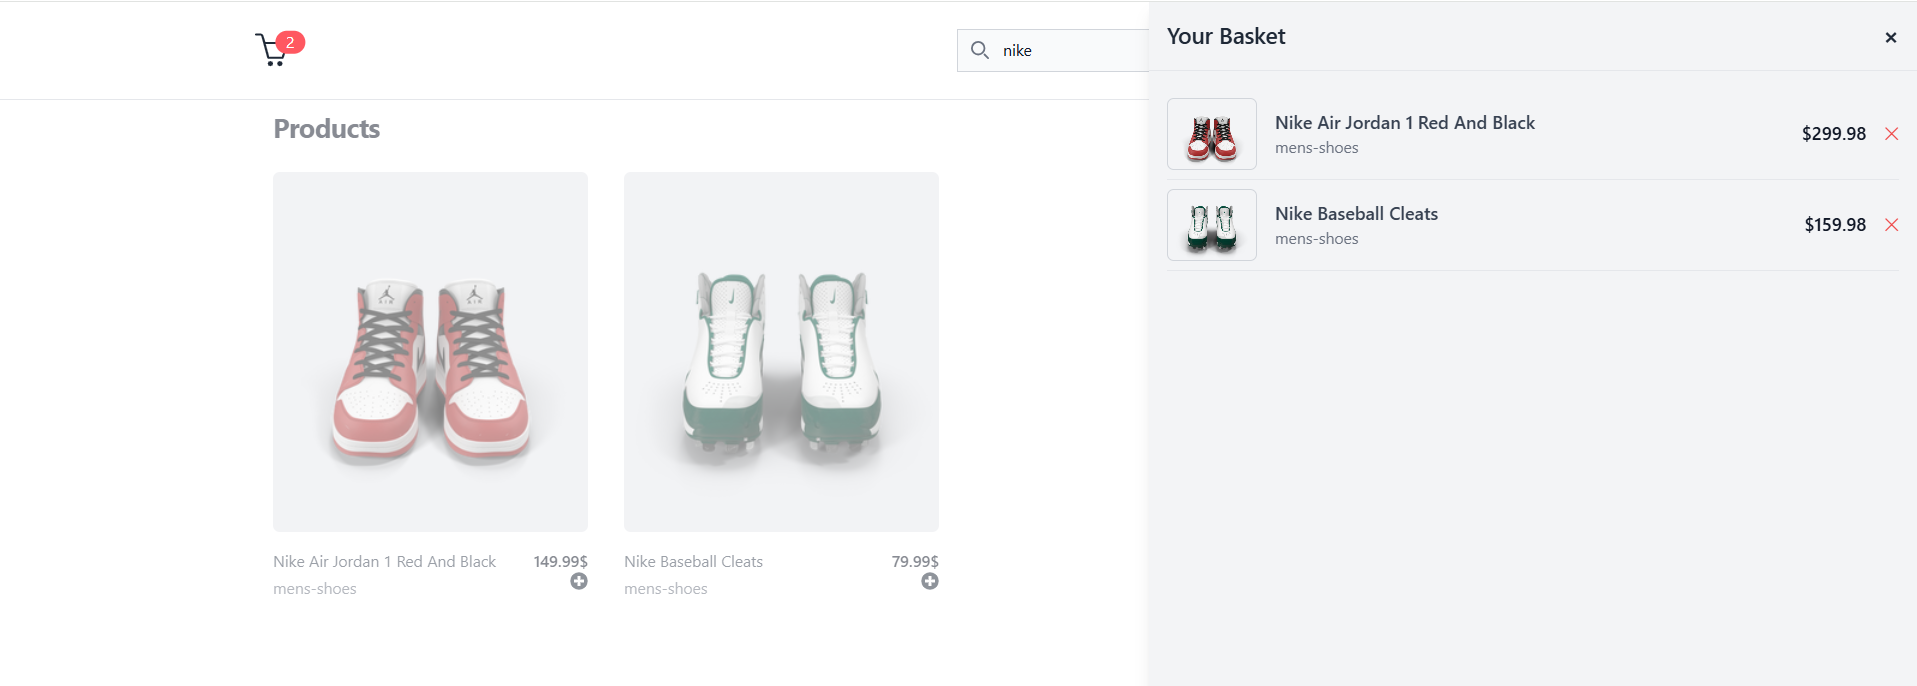 2
nike
Products
Nike Air Jordan 1 Red And Black 149.99$
mens-shoes
Nike Baseball Cleats 79.99$
mens-shoes
Your Basket
Nike Air Jordan 1 Red And Black
mens-shoes
$299.98
Nike Baseball Cleats
mens-shoes
$159.98